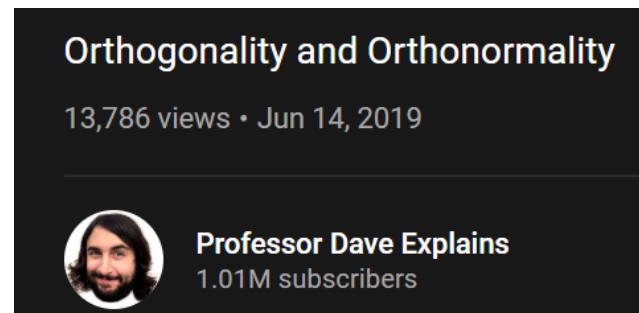 Orthogonality and Orthonormality
13,786 views • Jun 14, 2019
Professor Dave Explains
1.01M subscribers